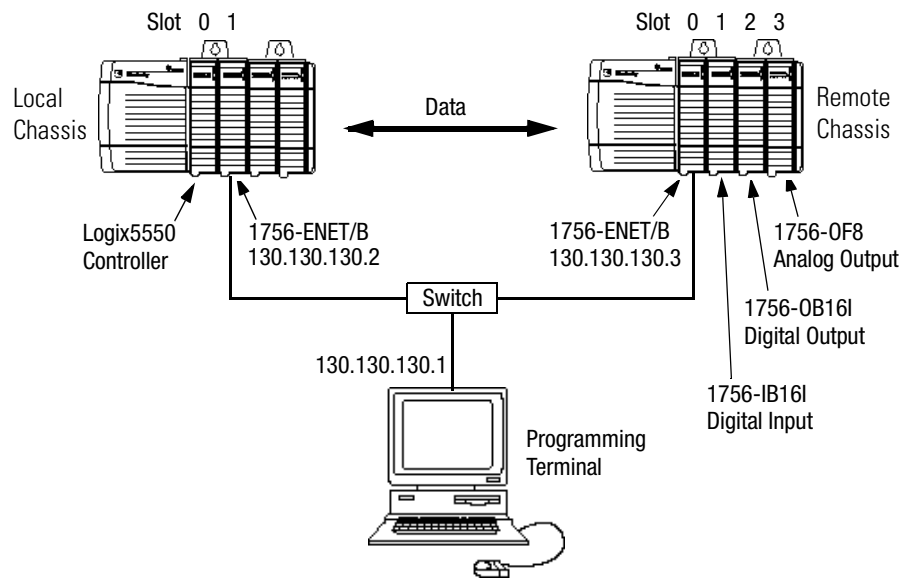 Slot 0 1
Slot 0 1 2 3
Local
Chassis
Data
Remote
Chassis
Logix5550
Controller
1756-ENET/B
130.130.130.2
1756-ENET/B
130.130.130.3
1756-OF8
Analog Output
Switch
1756-OB16I
Digital Output
130.130.130.1
1756-IB16I
Digital Input
Programming
Terminal